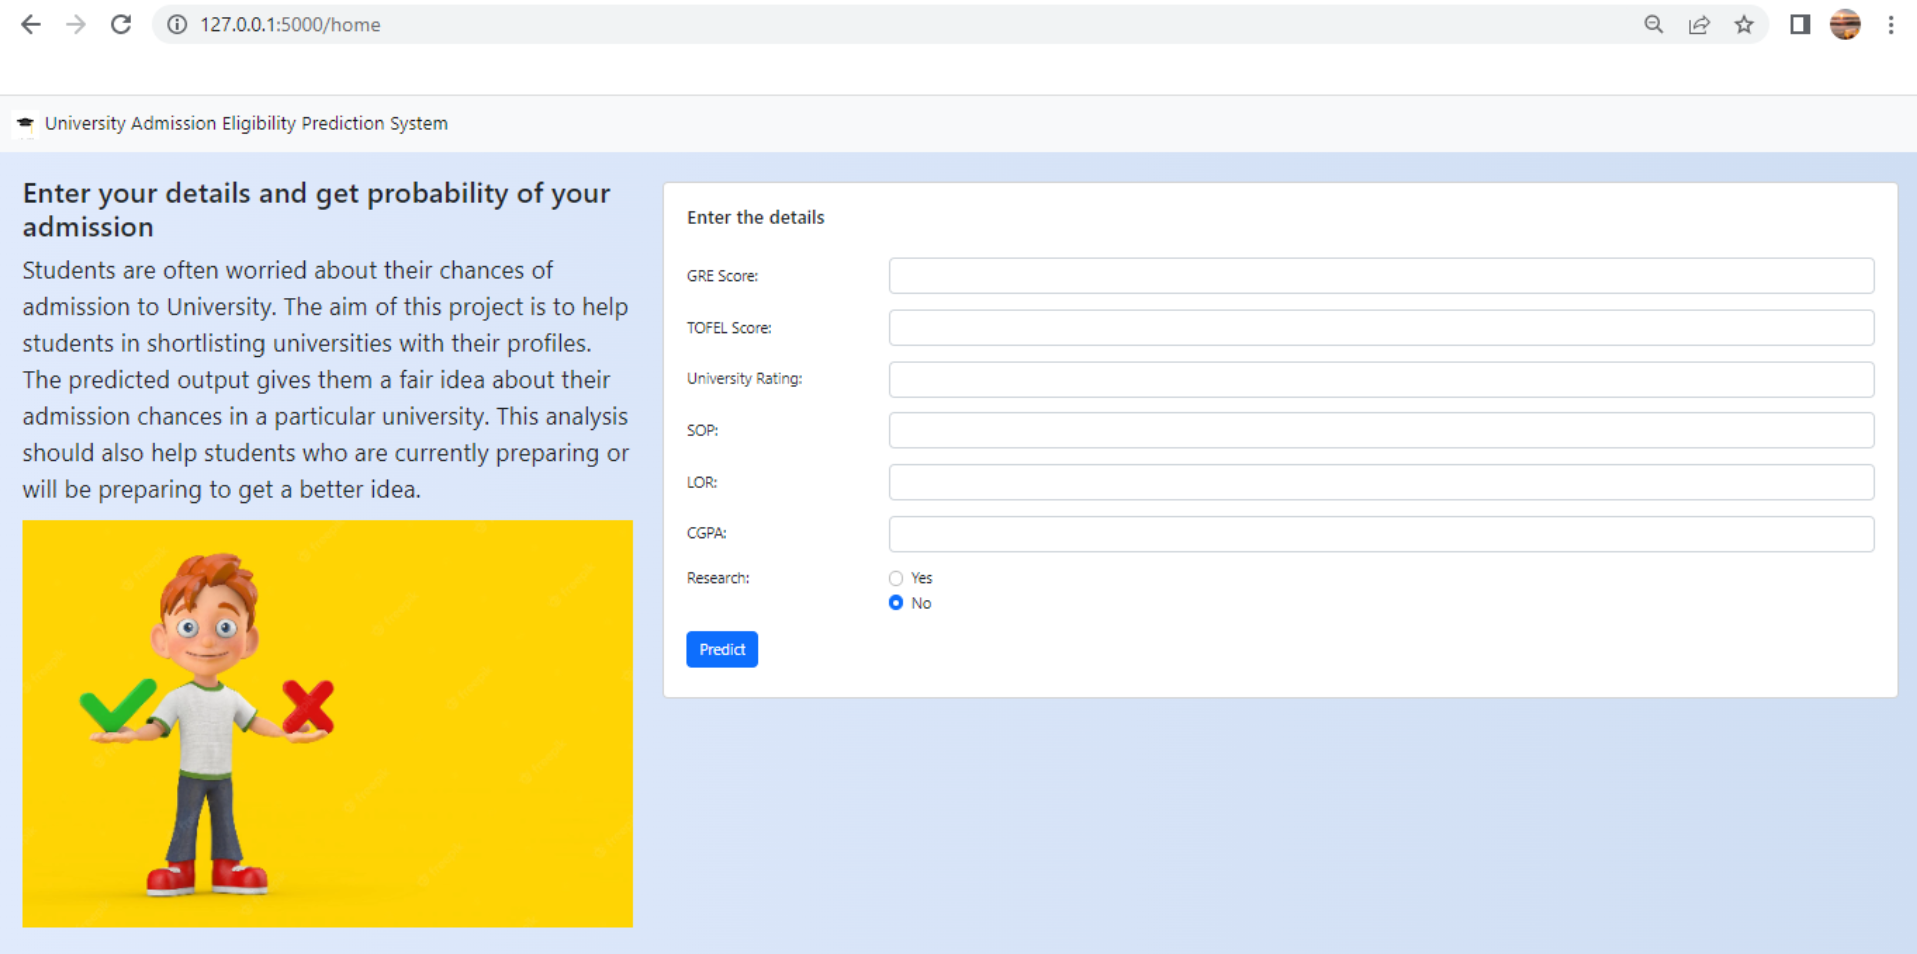 127.0.0.1:5000/home
University Admission Eligibility Prediction System
Enter your details and get probability of your
admission
Students are often worried about their chances of
admission to University. The aim of this project is to help
students in shortlisting universities with their profiles.
The predicted output gives them a fair idea about their
admission chances in a particular university. This analysis
should also help students who are currently preparing or
will be preparing to get a better idea.
Enter the details
GRE Score:
TOFEL Score:
University Rating:
SOP:
LOR:
CGPA:
Research:
Yes
No
Predict